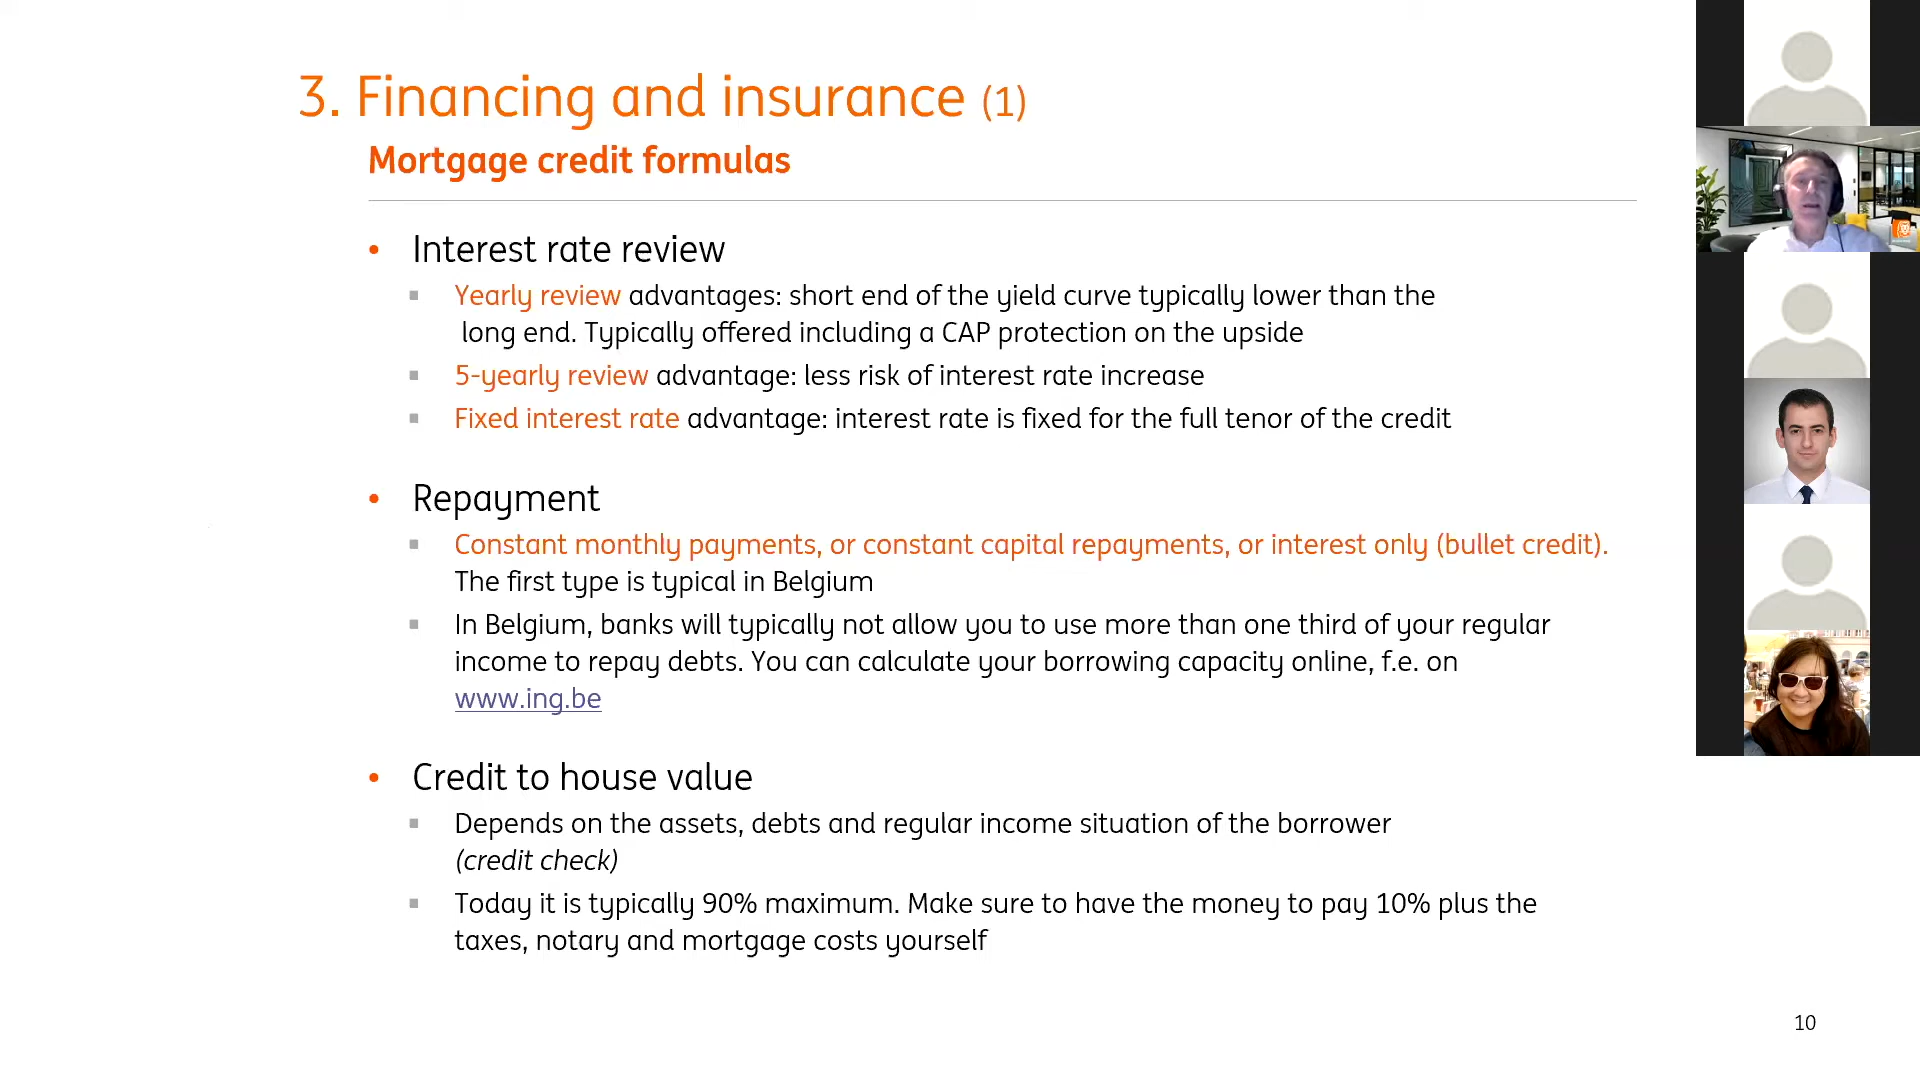 3. Financing and insurance (1)
Mortgage credit formulas
• Interest rate review
▪ Yearly review advantages: short end of the yield curve typically lower than the
long end. Typically offered including a CAP protection on the upside
▪ 5-yearly review advantage: less risk of interest rate increase
▪ Fixed interest rate advantage: interest rate is fixed for the full tenor of the credit
• Repayment
▪ Constant monthly payments, or constant capital repayments, or interest only (bullet credit).
The first type is typical in Belgium
▪ In Belgium, banks will typically not allow you to use more than one third of your regular
income to repay debts. You can calculate your borrowing capacity online, f.e. on
www.ing.be
• Credit to house value
▪ Depends on the assets, debts and regular income situation of the borrower
(credit check)
▪ Today it is typically 90% maximum. Make sure to have the money to pay 10% plus the
taxes, notary and mortgage costs yourself
10